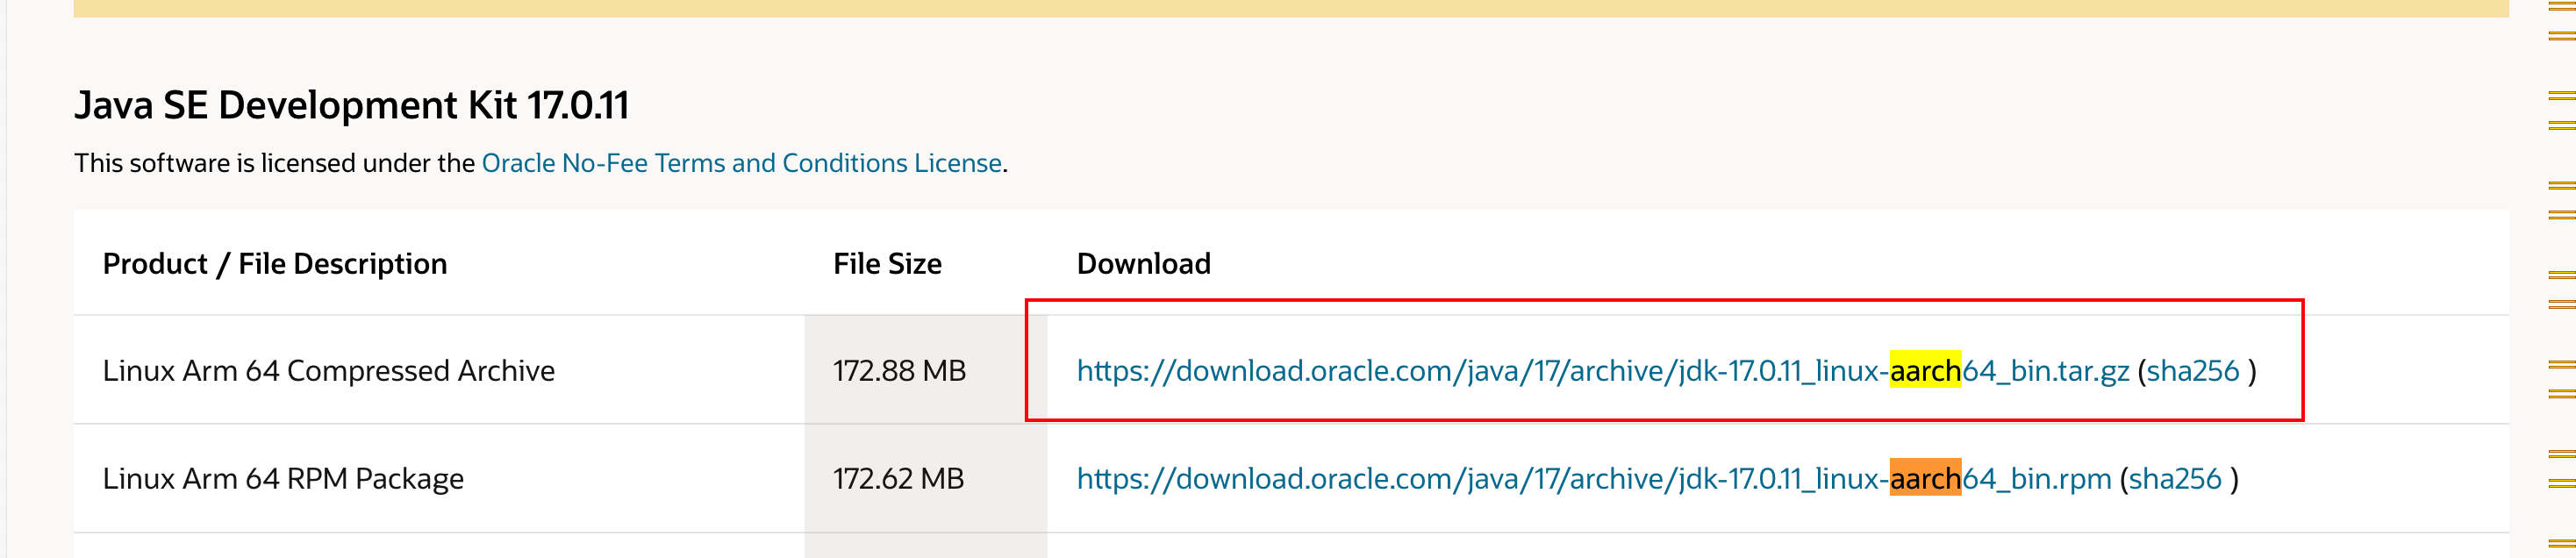 Java SE Development Kit 17.0.11
This software is licensed under the Oracle No-Fee Terms and Conditions License.
Product / File Description File Size Download
Linux Arm 64 Compressed Archive 172.88 MB https://download.oracle.com/java/17/archive/jdk-17.0.11_linux-aarch64_bin.tar.gz (sha256 )
Linux Arm 64 RPM Package 172.62 MB https://download.oracle.com/java/17/archive/jdk-17.0.11_linux-aarch64_bin.rpm (sha256 )